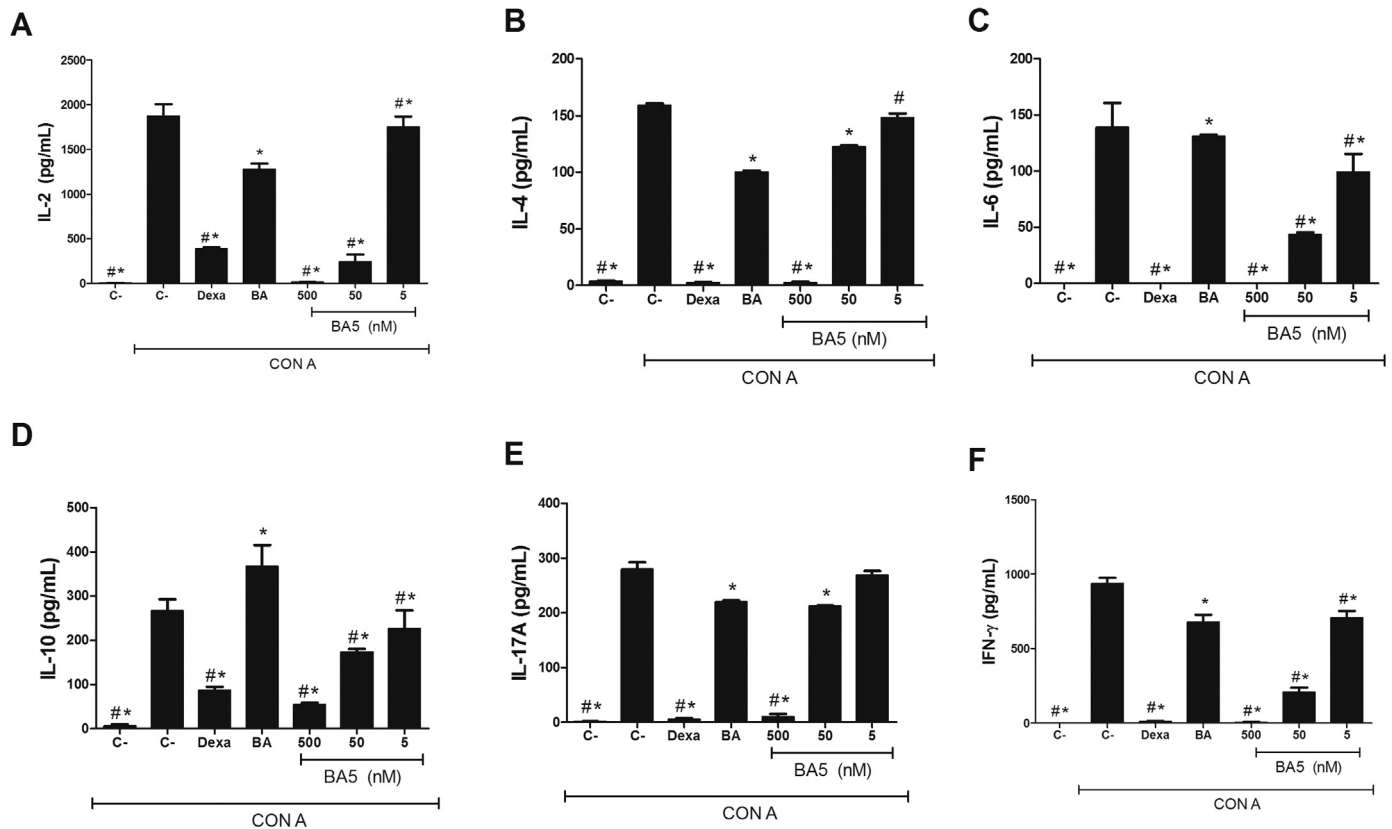 A
IL-2 (pg/mL)
2500
2000
1500
1000
500
0
#* #* * #* #* #*
C- C- Dexa BA 500 50 5
BA5 (nM)
CON A
B
IL-4 (pg/mL)
200
150
100
50
0
#* #* * #* * #
C- C- Dexa BA 500 50 5
BA5 (nM)
CON A
C
IL-6 (pg/mL)
200
150
100
50
0
#* #* * #* #* #*
C- C- Dexa BA 500 50 5
BA5 (nM)
CON A
D
IL-10 (pg/mL)
500
400
300
200
100
0
#* #* * #* #* #*
C- C- Dexa BA 500 50 5
BA5 (nM)
CON A
E
IL-17A (pg/mL)
400
300
200
100
0
#* #* * #* *
C- C- Dexa BA 500 50 5
BA5 (nM)
CON A
F
IFN-γ (pg/mL)
1500
1000
500
0
#* #* * #* #* #*
C- C- Dexa BA 500 50 5
BA5 (nM)
CON A